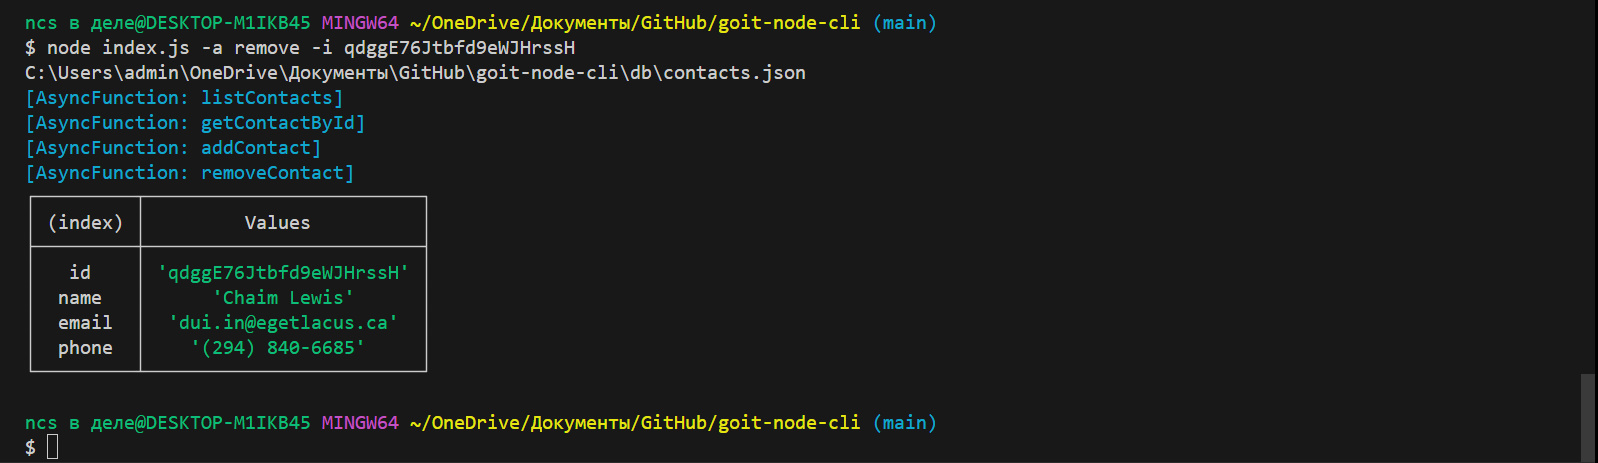 ncs в деле@DESKTOP-M1IKB45 MINGW64 ~/OneDrive/Документы/GitHub/goit-node-cli (main)
$ node index.js -a remove -i qdggE76Jtbfd9eWJHrssH
C:\Users\admin\OneDrive\Документы\GitHub\goit-node-cli\db\contacts.json
[AsyncFunction: listContacts]
[AsyncFunction: getContactById]
[AsyncFunction: addContact]
[AsyncFunction: removeContact]
(index) Values
id 'qdggE76Jtbfd9eWJHrssH'
name 'Chaim Lewis'
email 'dui.in@egetlacus.ca'
phone '(294) 840-6685'
ncs в деле@DESKTOP-M1IKB45 MINGW64 ~/OneDrive/Документы/GitHub/goit-node-cli (main)
$